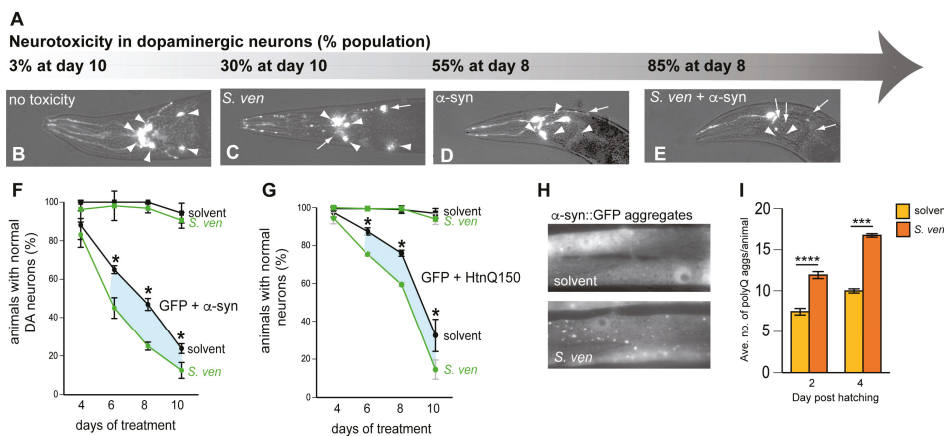 A
Neurotoxicity in dopaminergic neurons (% population)
3% at day 10
30% at day 10
55% at day 8
85% at day 8
no toxicity
B
S. ven
C
α-syn
D
S. ven + α-syn
E
F
animals with normal
DA neurons (%)
100
80
60
40
20
0
4 6 8 10
days of treatment
solvent
S. ven
* * *
GFP + α-syn
solvent
S. ven
G
animals with normal
neurons (%)
100
80
60
40
20
0
4 6 8 10
days of treatment
solvent
S. ven
* * *
GFP + HtnQ150
solvent
S. ven
H
α-syn::GFP aggregates
solvent
S. ven
I
Ave. no. of polyQ aggs/animal
20
15
10
5
0
****
***
2 4
Day post hatching
solven
S. ven